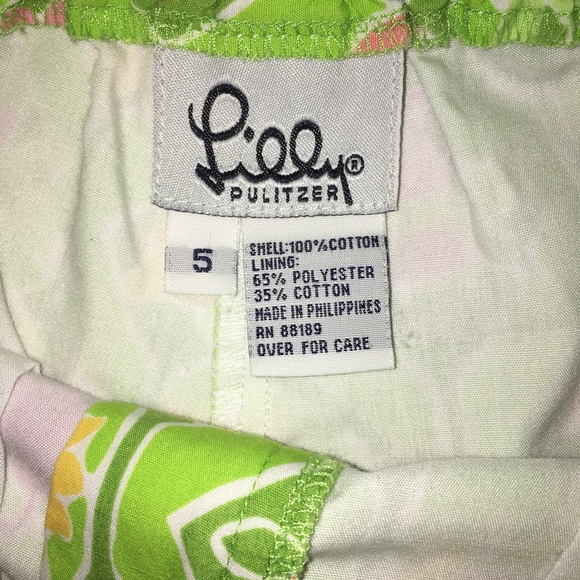 Lilly®
PULITZER
5
SHELL:100%COTTON
LINING:
65% POLYESTER
35% COTTON
MADE IN PHILIPPINES
RN 88189
OVER FOR CARE